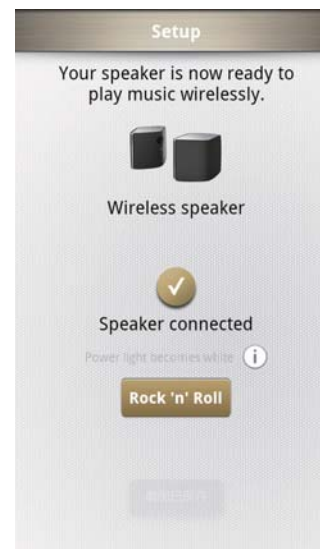 Setup
Your speaker is now ready to
play music wirelessly.
Wireless speaker
Speaker connected
Power light becomes white i
Rock 'n' Roll